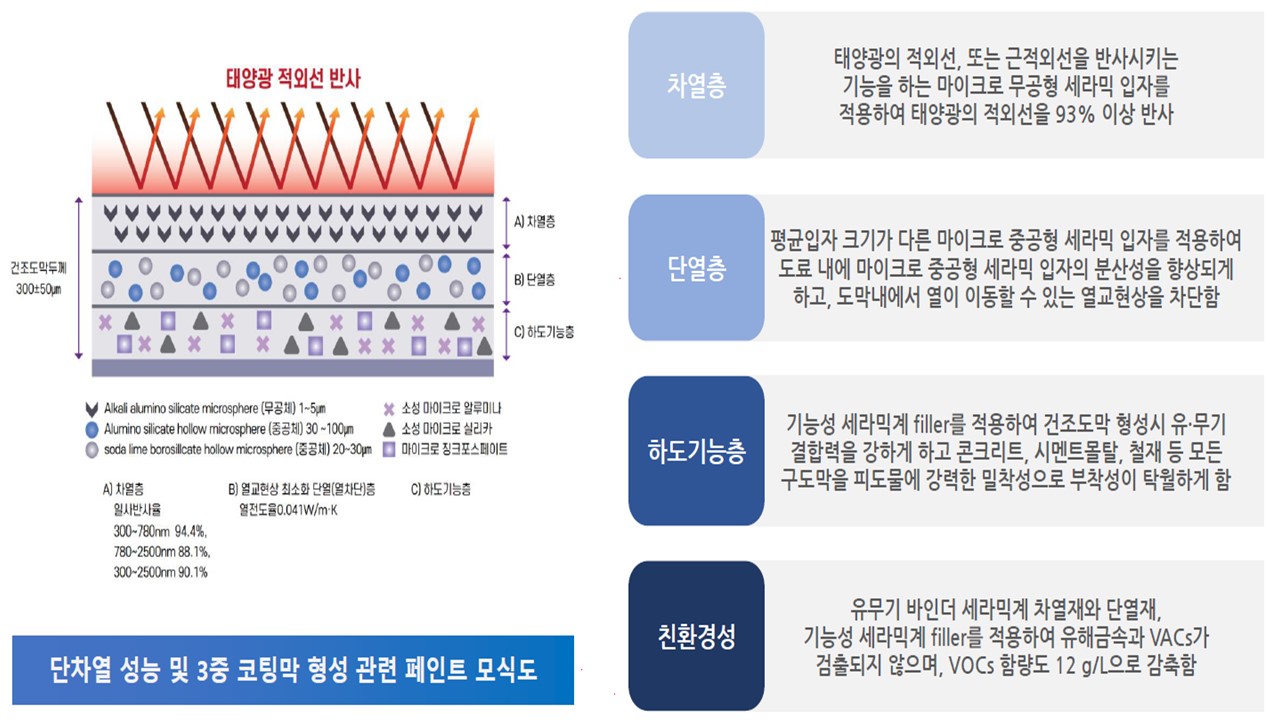 태양광 적외선 반사
건조도막두께
300±50㎛
A) 차열층
B) 단열층
C) 하도기능층
Alkali alumino silicate microsphere (무공체) 1~5㎛
Alumino silicate hollow microsphere (중공체) 30 ~100㎛
soda lime borosillcate hollow microsphere (중공체) 20~30㎛
소성 마이크로 알루미나
소성 마이크로 실리카
마이크로 징크포스페이트
A) 차열층
일사반사율
300~780nm 94.4%,
780~2500nm 88.1%,
300~2500nm 90.1%
B) 열교현상 최소화 단열(열차단)층
열전도율0.041W/m·K
C) 하도기능층
단차열 성능 및 3중 코팅막 형성 관련 페인트 모식도
차열층
태양광의 적외선, 또는 근적외선을 반사시키는
기능을 하는 마이크로 무공형 세라믹 입자를
적용하여 태양광의 적외선을 93% 이상 반사
단열층
평균입자 크기가 다른 마이크로 중공형 세라믹 입자를 적용하여
도료 내에 마이크로 중공형 세라믹 입자의 분산성을 향상되게
하고, 도막내에서 열이 이동할 수 있는 열교현상을 차단함
하도기능층
기능성 세라믹계 filler를 적용하여 건조도막 형성시 유·무기
결합력을 강하게 하고 콘크리트, 시멘트몰탈, 철재 등 모든
구도막을 피도물에 강력한 밀착성으로 부착성이 탁월하게 함
친환경성
유무기 바인더 세라믹계 차열재와 단열재,
기능성 세라믹계 filler를 적용하여 유해금속과 VACs가
검출되지 않으며, VOCs 함량도 12 g/L으로 감축함